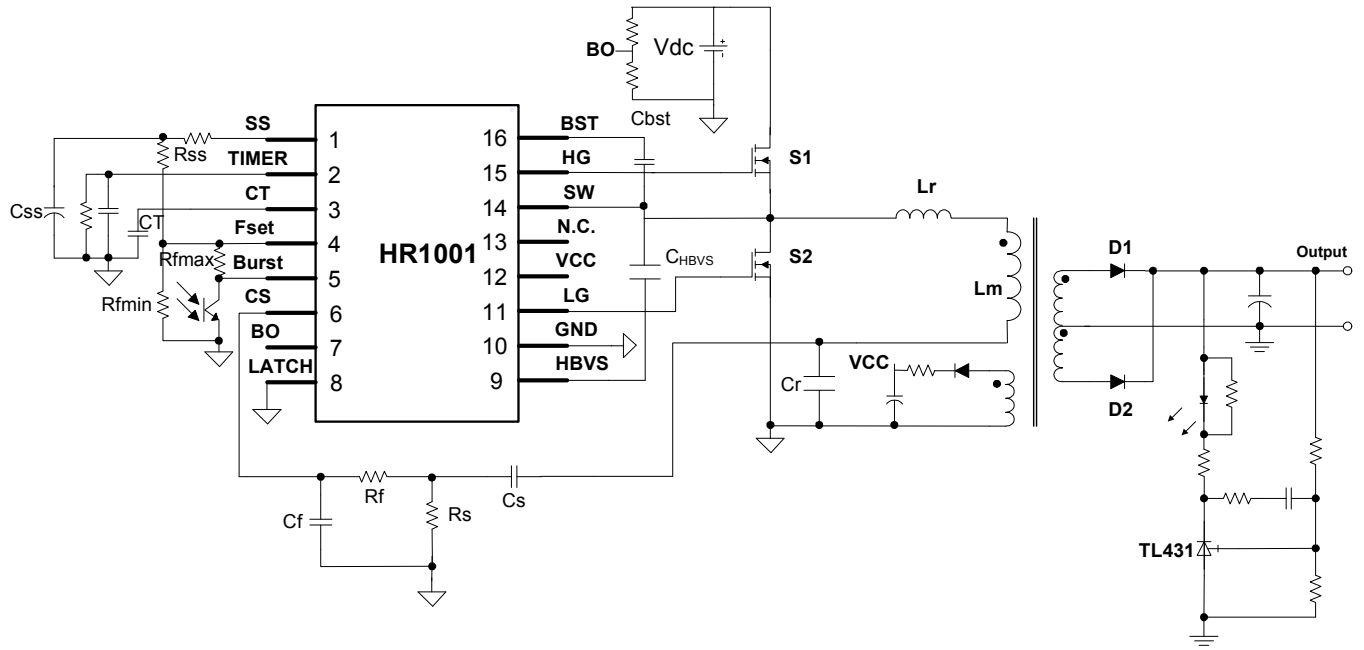 BO
Vdc
+
-
Cbst
SS
1
Rss
TIMER
2
CT
3
Css
CT
Fset
4
Rfmax
Burst
5
Rfmin
CS
6
BO
7
LATCH
8
HR1001
16
BST
15
HG
14
SW
13
N.C.
12
VCC
11
LG
10
GND
9
HBVS
CHBVS
S1
S2
Lr
Lm
Cr
VCC
D1
D2
Output
TL431
Rf
Cf
Rs
Cs